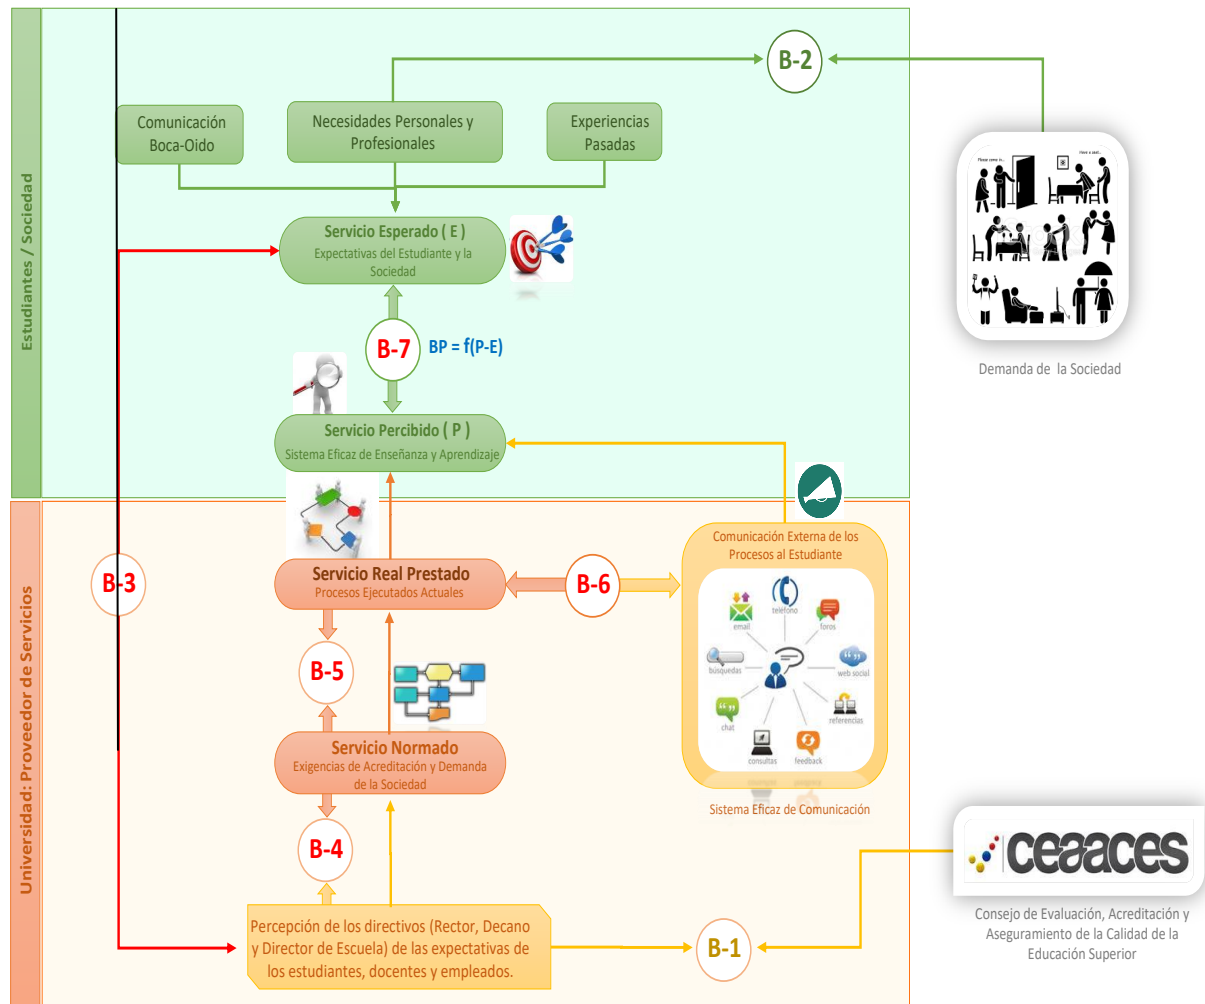 Estudiantes / Sociedad
B-2
Comunicación
Boca-Oido
Necesidades Personales y
Profesionales
Experiencias
Pasadas
Please come in...
Have a seat...
Servicio Esperado ( E )
Expectativas del Estudiante y la
Sociedad
B-7
BP = f(P-E)
Demanda de la Sociedad
Servicio Percibido ( P )
Sistema Eficaz de Enseñanza y Aprendizaje
Universidad: Proveedor de Servicios
Comunicación Externa de los
Procesos al Estudiante
B-3
Servicio Real Prestado
Procesos Ejecutados Actuales
B-6
teléfono
email
foros
búsquedas
web social
chat
referencias
consultas
feedback
B-5
Servicio Normado
Exigencias de Acreditación y Demanda
de la Sociedad
Sistema Eficaz de Comunicación
B-4
ceaaces
Percepción de los directivos (Rector, Decano
y Director de Escuela) de las expectativas de
los estudiantes, docentes y empleados.
B-1
Consejo de Evaluación, Acreditación y
Aseguramiento de la Calidad de la
Educación Superior